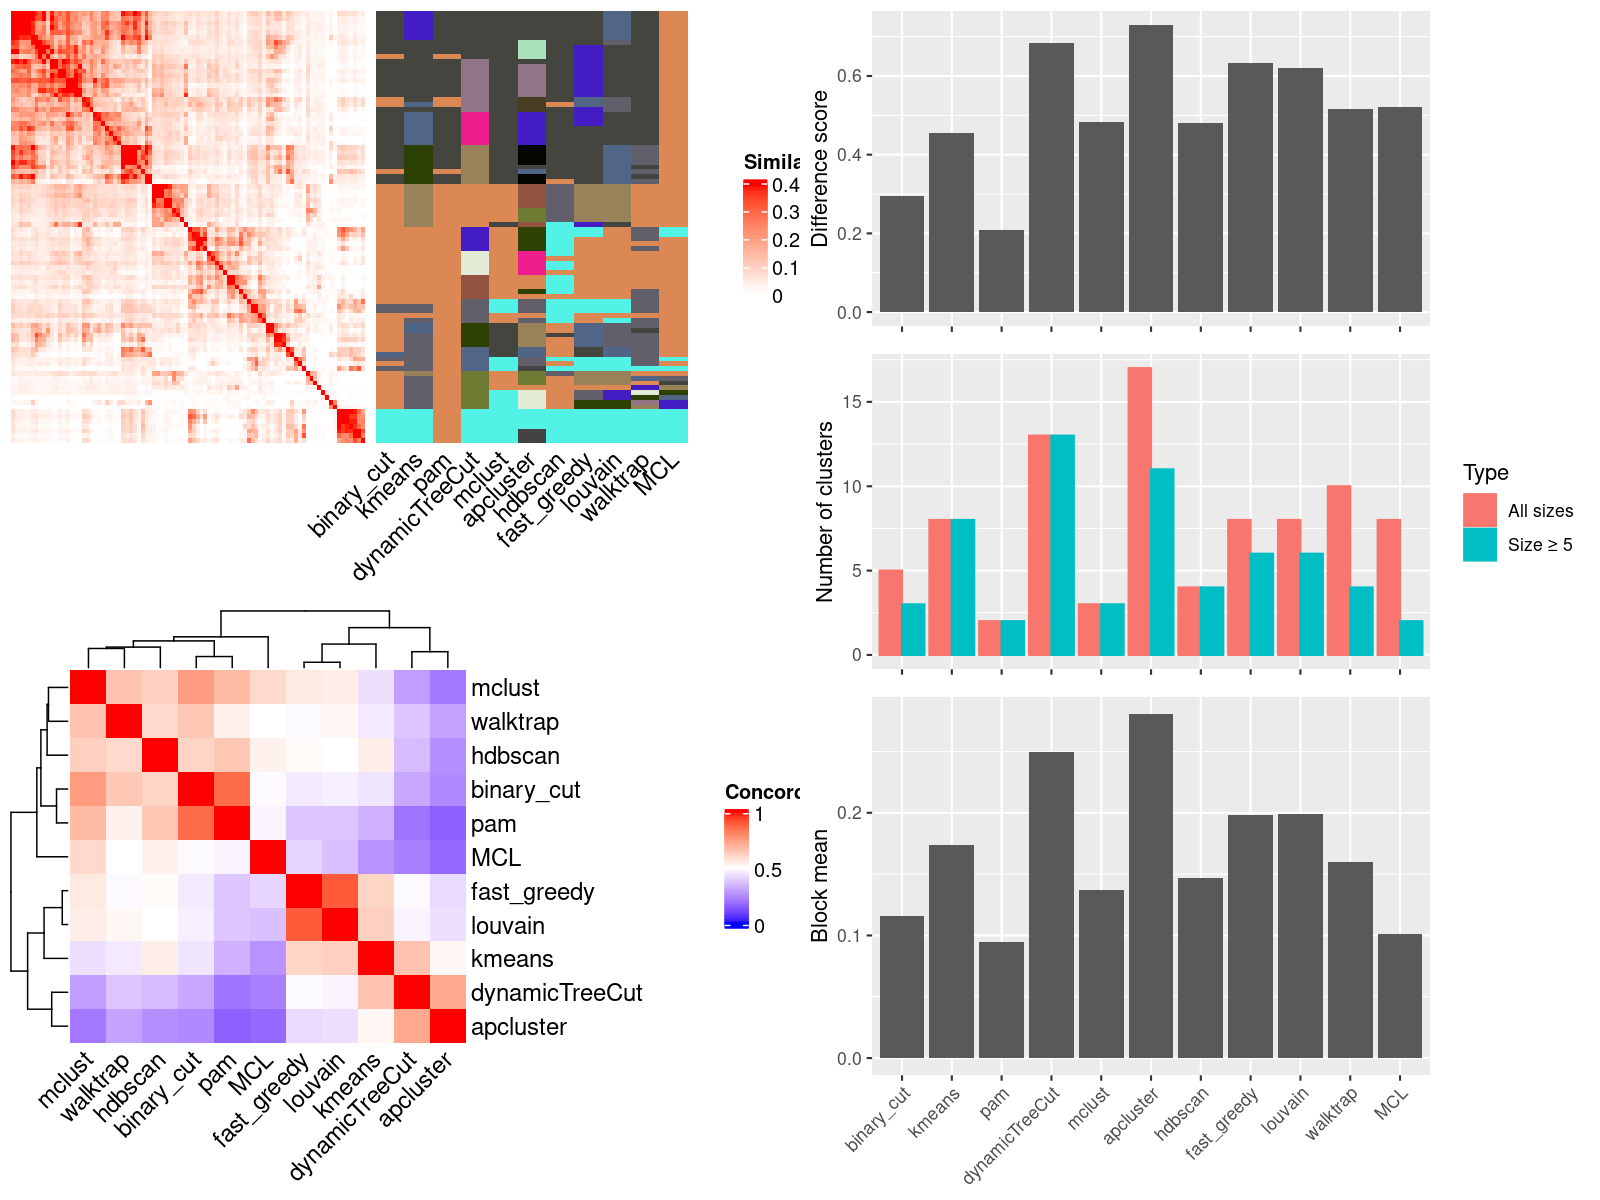 Simila
0.4
0.3
0.2
0.1
0
binary_cut
kmeans
pam
dynamicTreeCut
mclust
apcluster
hdbscan
fast_greedy
louvain
walktrap
MCL
Difference score
0.6
0.4
0.2
0.0
Number of clusters
15
10
5
0
Type
All sizes
Size ≥ 5
mclust
walktrap
hdbscan
binary_cut
pam
MCL
fast_greedy
louvain
kmeans
dynamicTreeCut
apcluster
mclust
walktrap
hdbscan
binary_cut
pam
MCL
fast_greedy
louvain
kmeans
dynamicTreeCut
apcluster
Concord
1
0.5
0
Block mean
0.2
0.1
0.0
binary_cut
kmeans
pam
dynamicTreeCut
mclust
apcluster
hdbscan
fast_greedy
louvain
walktrap
MCL